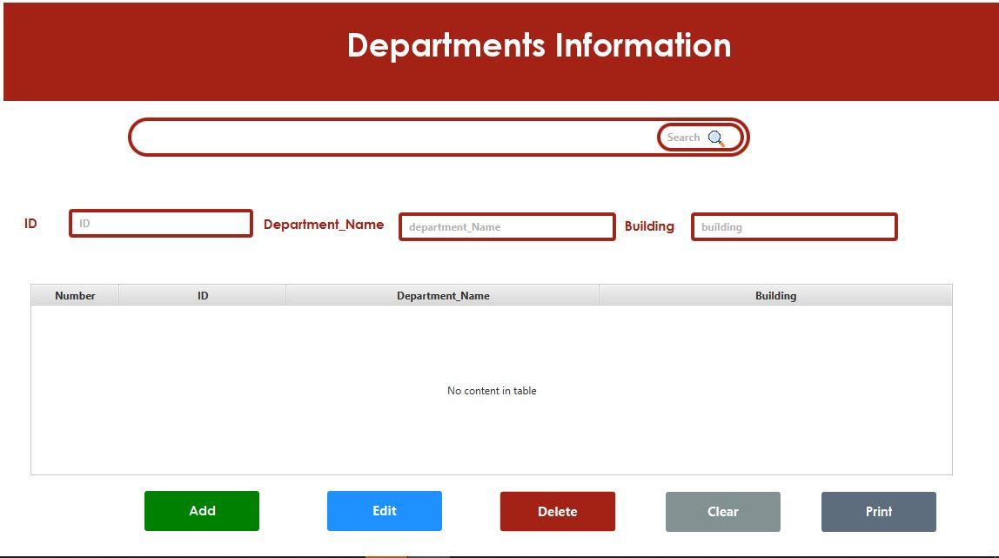 Departments Information
Search
ID ID Department_Name department_Name Building building
Number ID Department_Name Building
No content in table
Add Edit Delete Clear Print